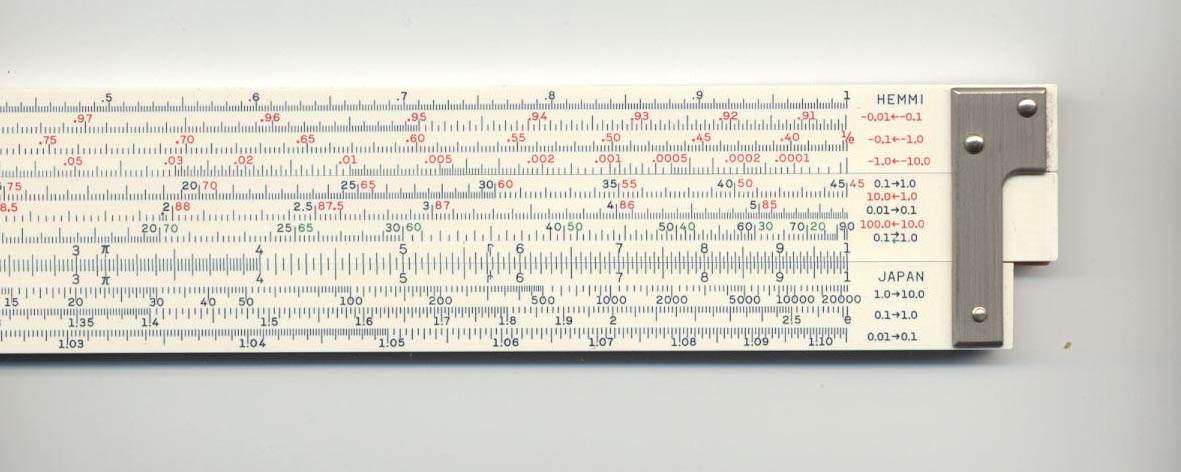 .5 .6 .7 .8 .9 1 HEMMI
.97 .96 .95 .94 .93 .92 .91 -0.01←-0.1
.75 .70 .65 .60 .55 .50 .45 .40 -0.1←-1.0
.05 .03 .02 .01 .005 .002 .001 .0005 .0002 .0001 -1.0←-10.0
75 20 70 25 65 30 60 35 55 40 50 45 45 0.1→1.0
10.0←1.0
8.5 2 88 2.5 87.5 3 87 4 86 5 85 0.01→0.1
100.0←10.0
20 70 25 65 30 60 40 50 50 40 60 30 70 20 90 0.1 1.0
3 π 4 5 6 7 8 9 1
3 π 4 5 6 7 8 9 1 JAPAN
15 20 30 40 50 100 200 500 1000 2000 5000 10000 20000 1.0→10.0
1.35 1.4 1.5 1.6 1.7 1.8 1.9 2 2.5 e 0.1→1.0
1.03 1.04 1.05 1.06 1.07 1.08 1.09 1.10 0.01→0.1